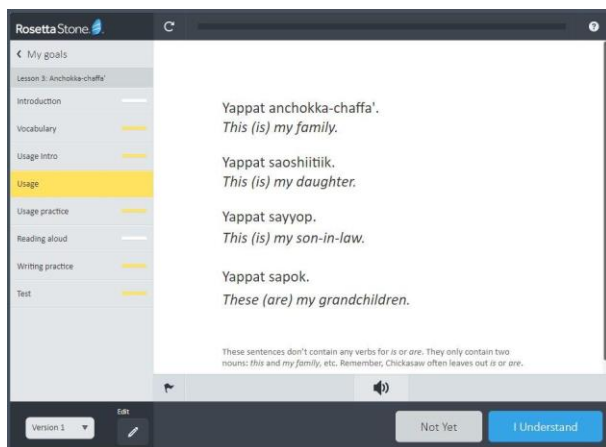 RosettaStone
My goals
Lesson 3: Anchokka-chaffa'
Introduction
Vocabulary
Usage Intro
Usage
Usage practice
Reading aloud
Writing practice
Test
Yappat anchokka-chaffa'.
This (is) my family.
Yappat saoshiitiik.
This (is) my daughter.
Yappat sayyop.
This (is) my son-in-law.
Yappat sapok.
These (are) my grandchildren.
These sentences don't contain any verbs for is or are. They only contain two
nouns: this and my family, etc. Remember, Chickasaw often leaves out is or are.
Version 1
Edit
Not Yet
I Understand